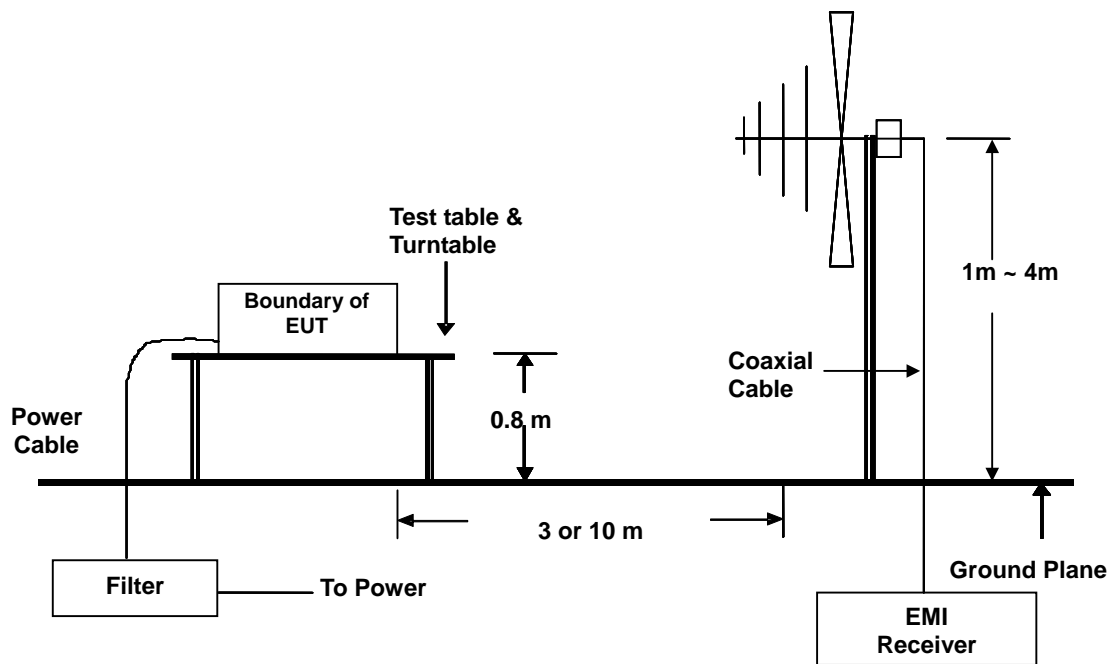 Test table &
Turntable
Boundary of
EUT
1m ~ 4m
Coaxial
Cable
0.8 m
Power
Cable
3 or 10 m
Filter
To Power
Ground Plane
EMI
Receiver